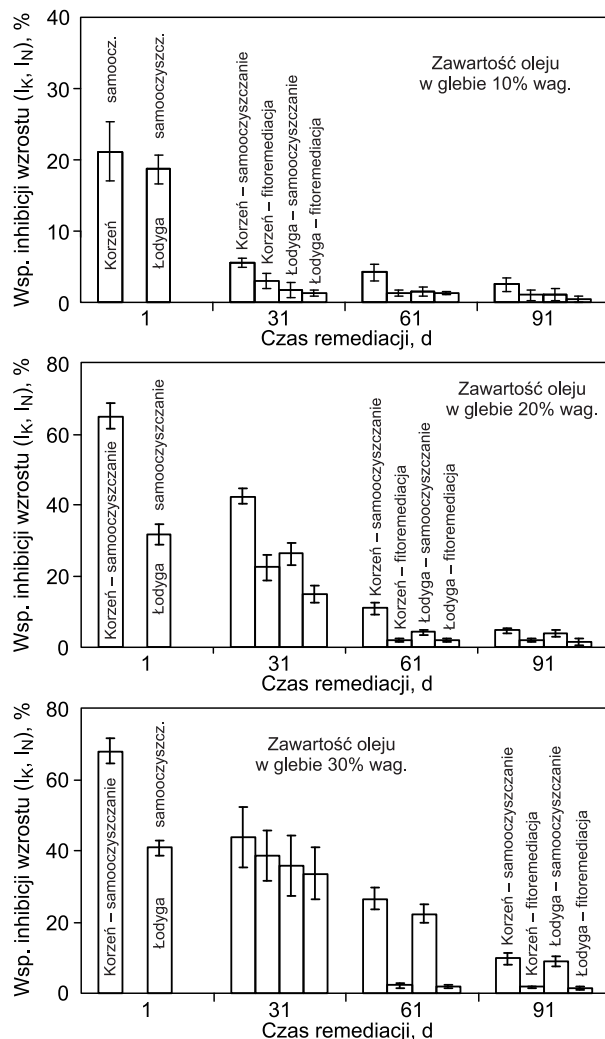 Wsp. inhibicji wzrostu (IK, IN), %
40
30
20
10
0
samoocz.
Korzeń
samoczyszcz.
Łodyga
Korzeń – samooczyszczanie
Korzeń – fitoremediacja
Łodyga – samooczyszczanie
Łodyga – fitoremediacja
Zawartość oleju
w glebie 10% wag.
1
31
61
91
Czas remediacji, d
Wsp. inhibicji wzrostu (IK, IN), %
80
60
40
20
0
Korzeń – samooczyszczanie
samooczyszczanie
Łodyga
Korzeń – samooczyszczanie
Korzeń – fitoremediacja
Łodyga – samooczyszczanie
Łodyga – fitoremediacja
Zawartość oleju
w glebie 20% wag.
1
31
61
91
Czas remediacji, d
Wsp. inhibicji wzrostu (IK, IN), %
80
60
40
20
0
Korzeń – samooczyszczanie
samooczyszcz.
Łodyga
Zawartość oleju
w glebie 30% wag.
Korzeń – samooczyszczanie
Korzeń – fitoremediacja
Łodyga – samooczyszczanie
Łodyga – fitoremediacja
1
31
61
91
Czas remediacji, d